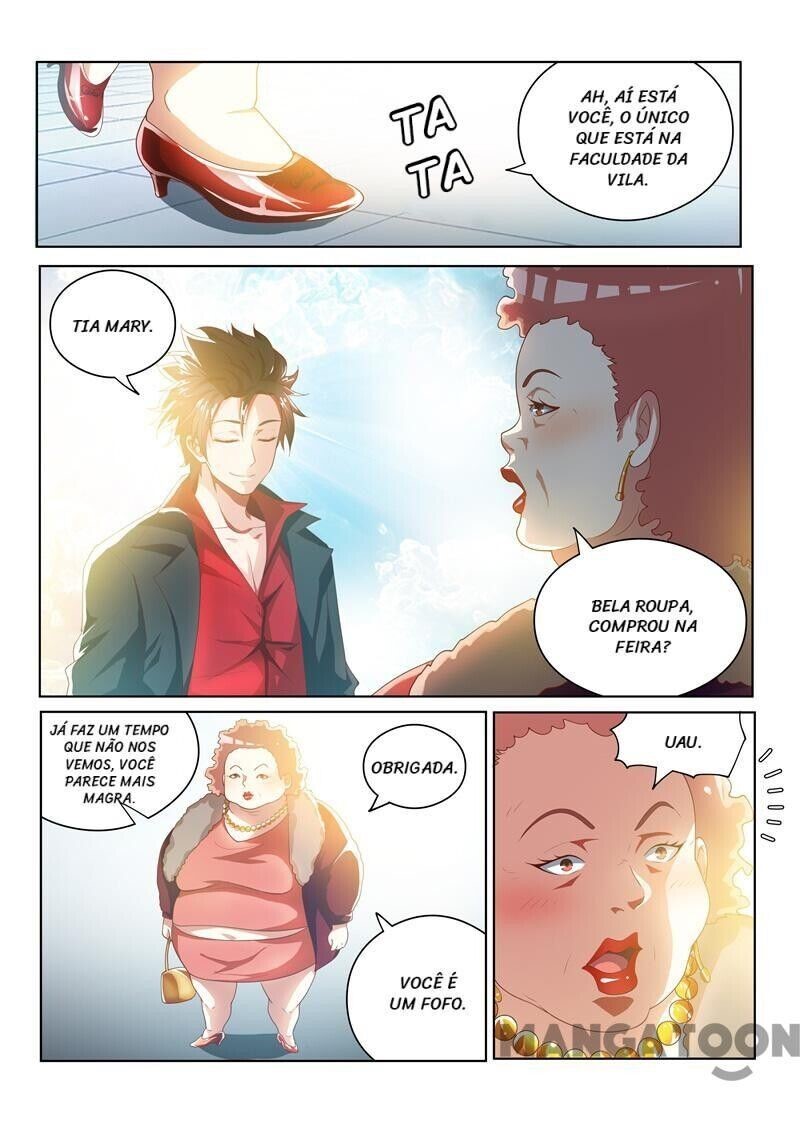 TA
TA
AH, AÍ ESTÁ
VOCÊ, O ÚNICO
QUE ESTÁ NA
FACULDADE DA
VILA.
TIA MARY.
BELA ROUPA,
COMPROU NA
FEIRA?
JÁ FAZ UM TEMPO
QUE NÃO NOS
VEMOS, VOCÊ
PARECE MAIS
MAGRA.
OBRIGADA.
VOCÊ É
UM FOFO.
UAU.
MANGATOON